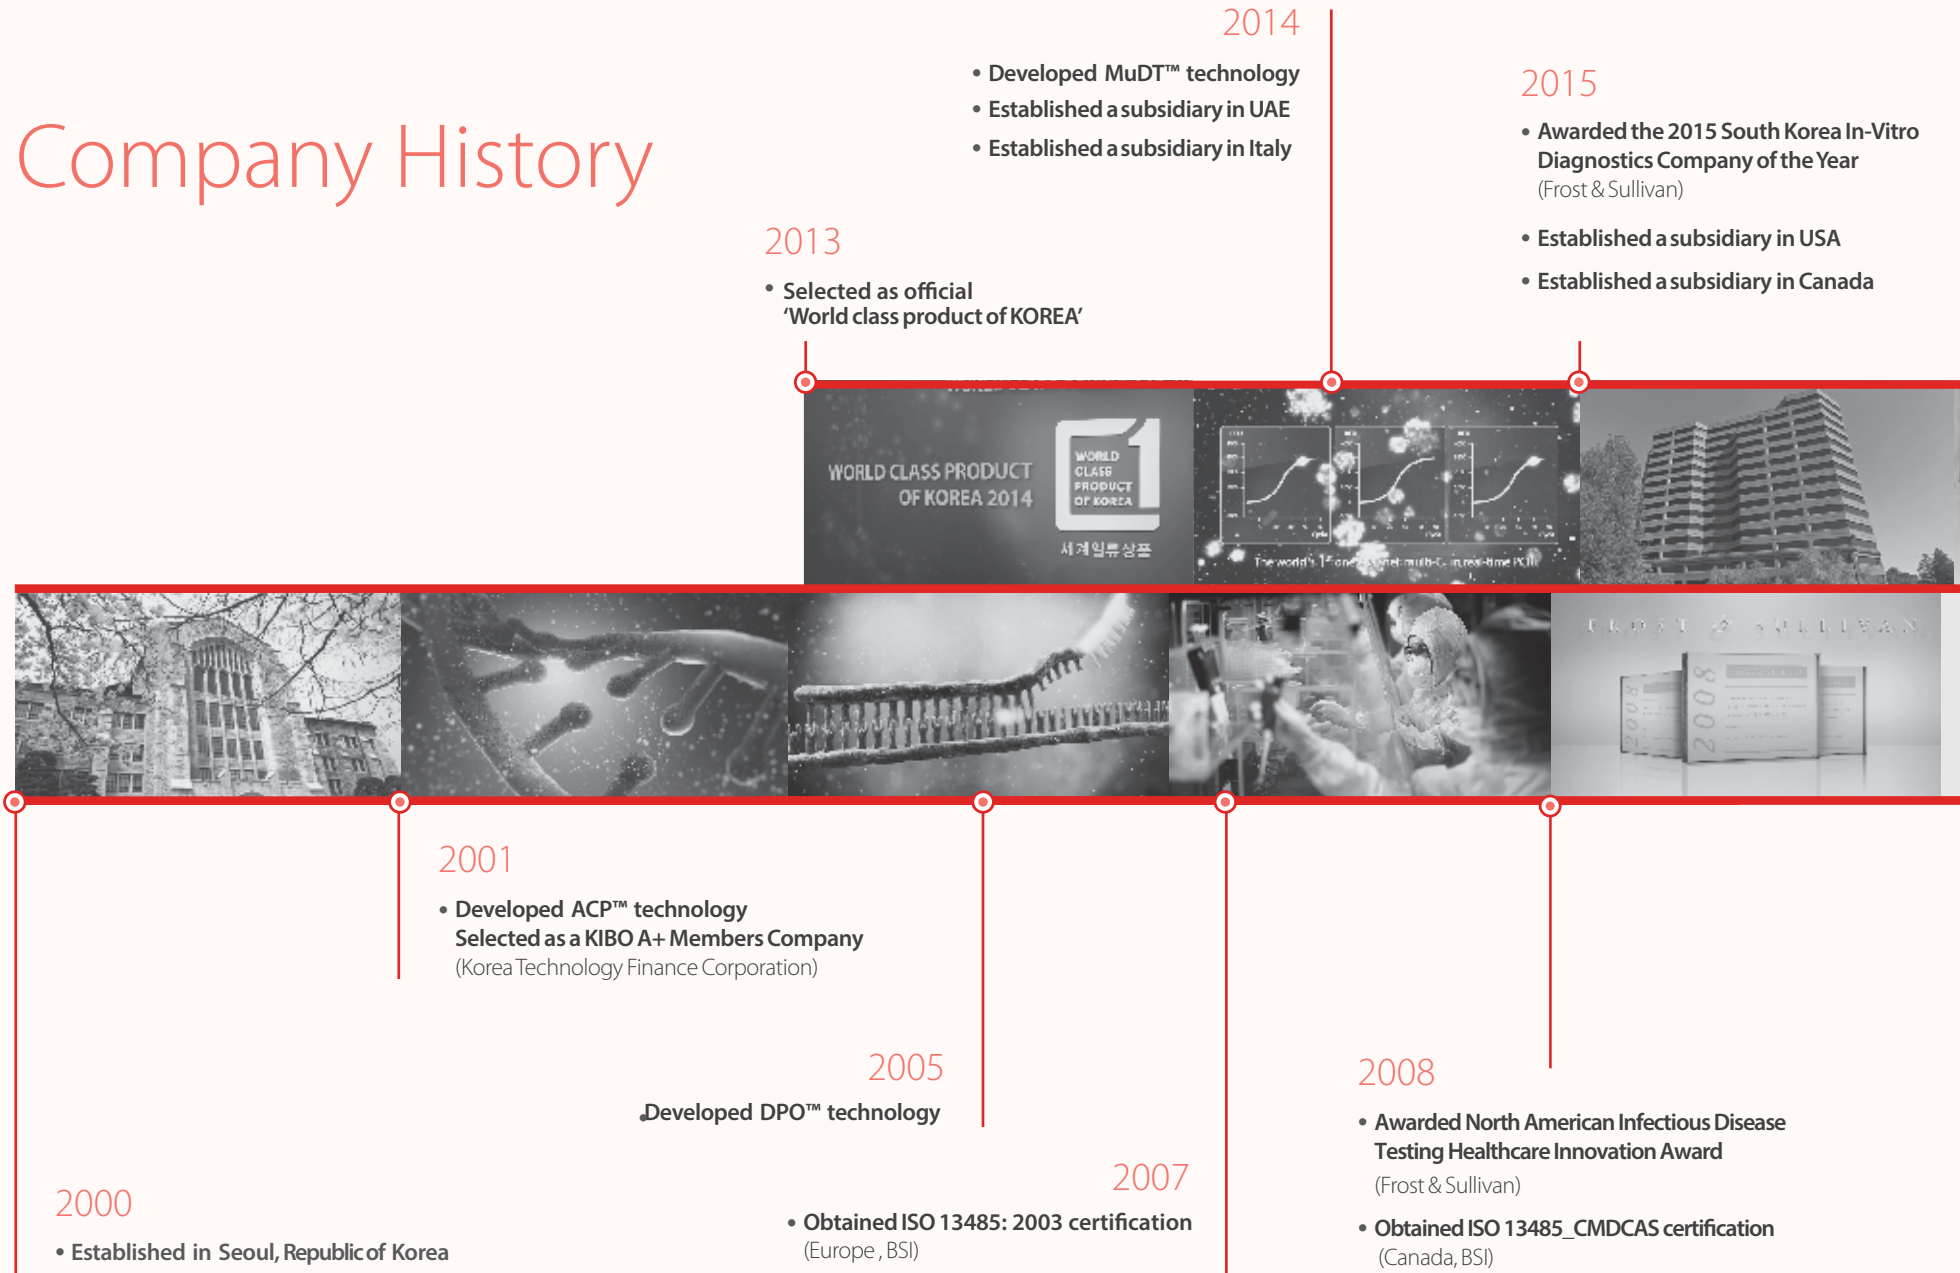 Company History
2014
• Developed MuDT™ technology
• Established a subsidiary in UAE
• Established a subsidiary in Italy
2015
• Awarded the 2015 South Korea In-Vitro
Diagnostics Company of the Year
(Frost & Sullivan)
• Established a subsidiary in USA
• Established a subsidiary in Canada
2013
• Selected as official
‘World class product of KOREA’
WORLD CLASS PRODUCT
OF KOREA 2014
WORLD
CLASS
PRODUCT
OF KOREA
1
세계일류상품
FROST & SULLIVAN
2008
2008
2001
• Developed ACP™ technology
Selected as a KIBO A+ Members Company
(Korea Technology Finance Corporation)
2005
•Developed DPO™ technology
2007
• Obtained ISO 13485: 2003 certification
(Europe , BSI)
2008
• Awarded North American Infectious Disease
Testing Healthcare Innovation Award
(Frost & Sullivan)
• Obtained ISO 13485_CMDCAS certification
(Canada, BSI)
2000
• Established in Seoul, Republic of Korea